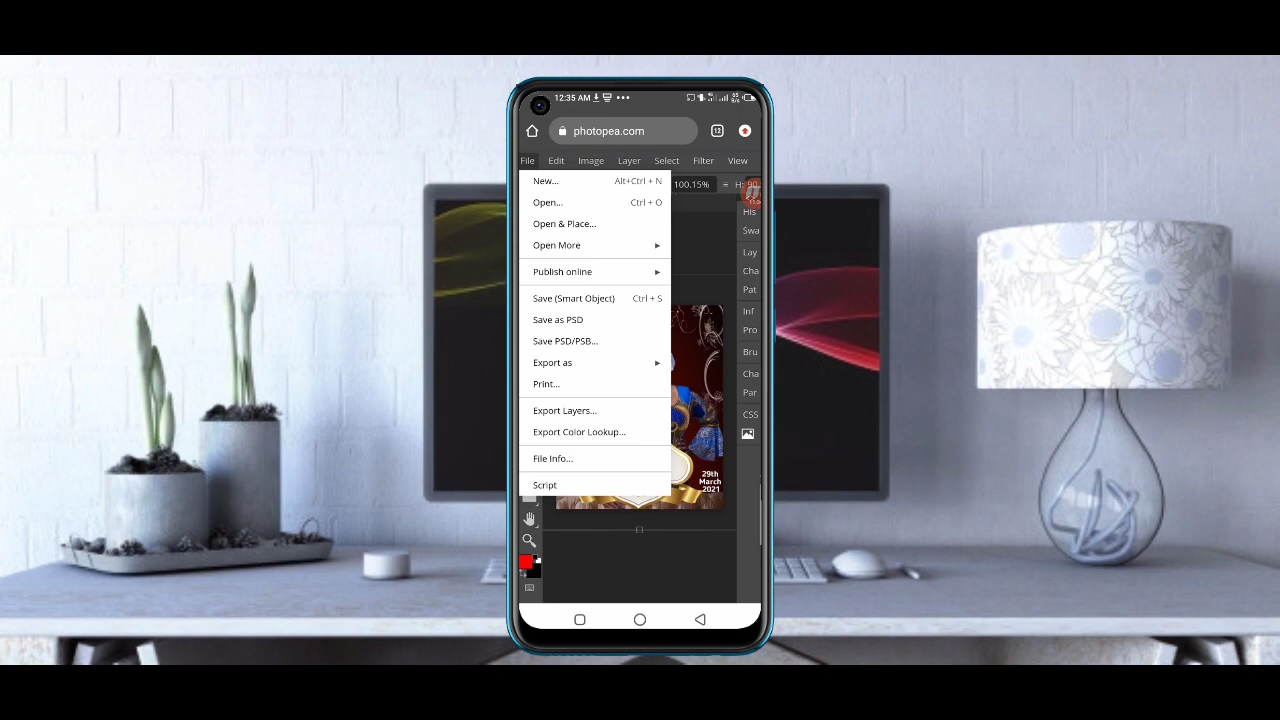 12:35 AM
photopea.com
12
File Edit Image Layer Select Filter View
New... Alt+Ctrl + N
100.15%
H: 90
Open... Ctrl + O
Open & Place...
Open More
Publish online
Save (Smart Object) Ctrl + S
Save as PSD
Save PSD/PSB...
Export as
Print...
Export Layers...
Export Color Lookup...
File Info...
Script
His
Swa
Lay
Cha
Pat
Inf
Pro
Bru
Cha
Par
CSS
29th
March
2021